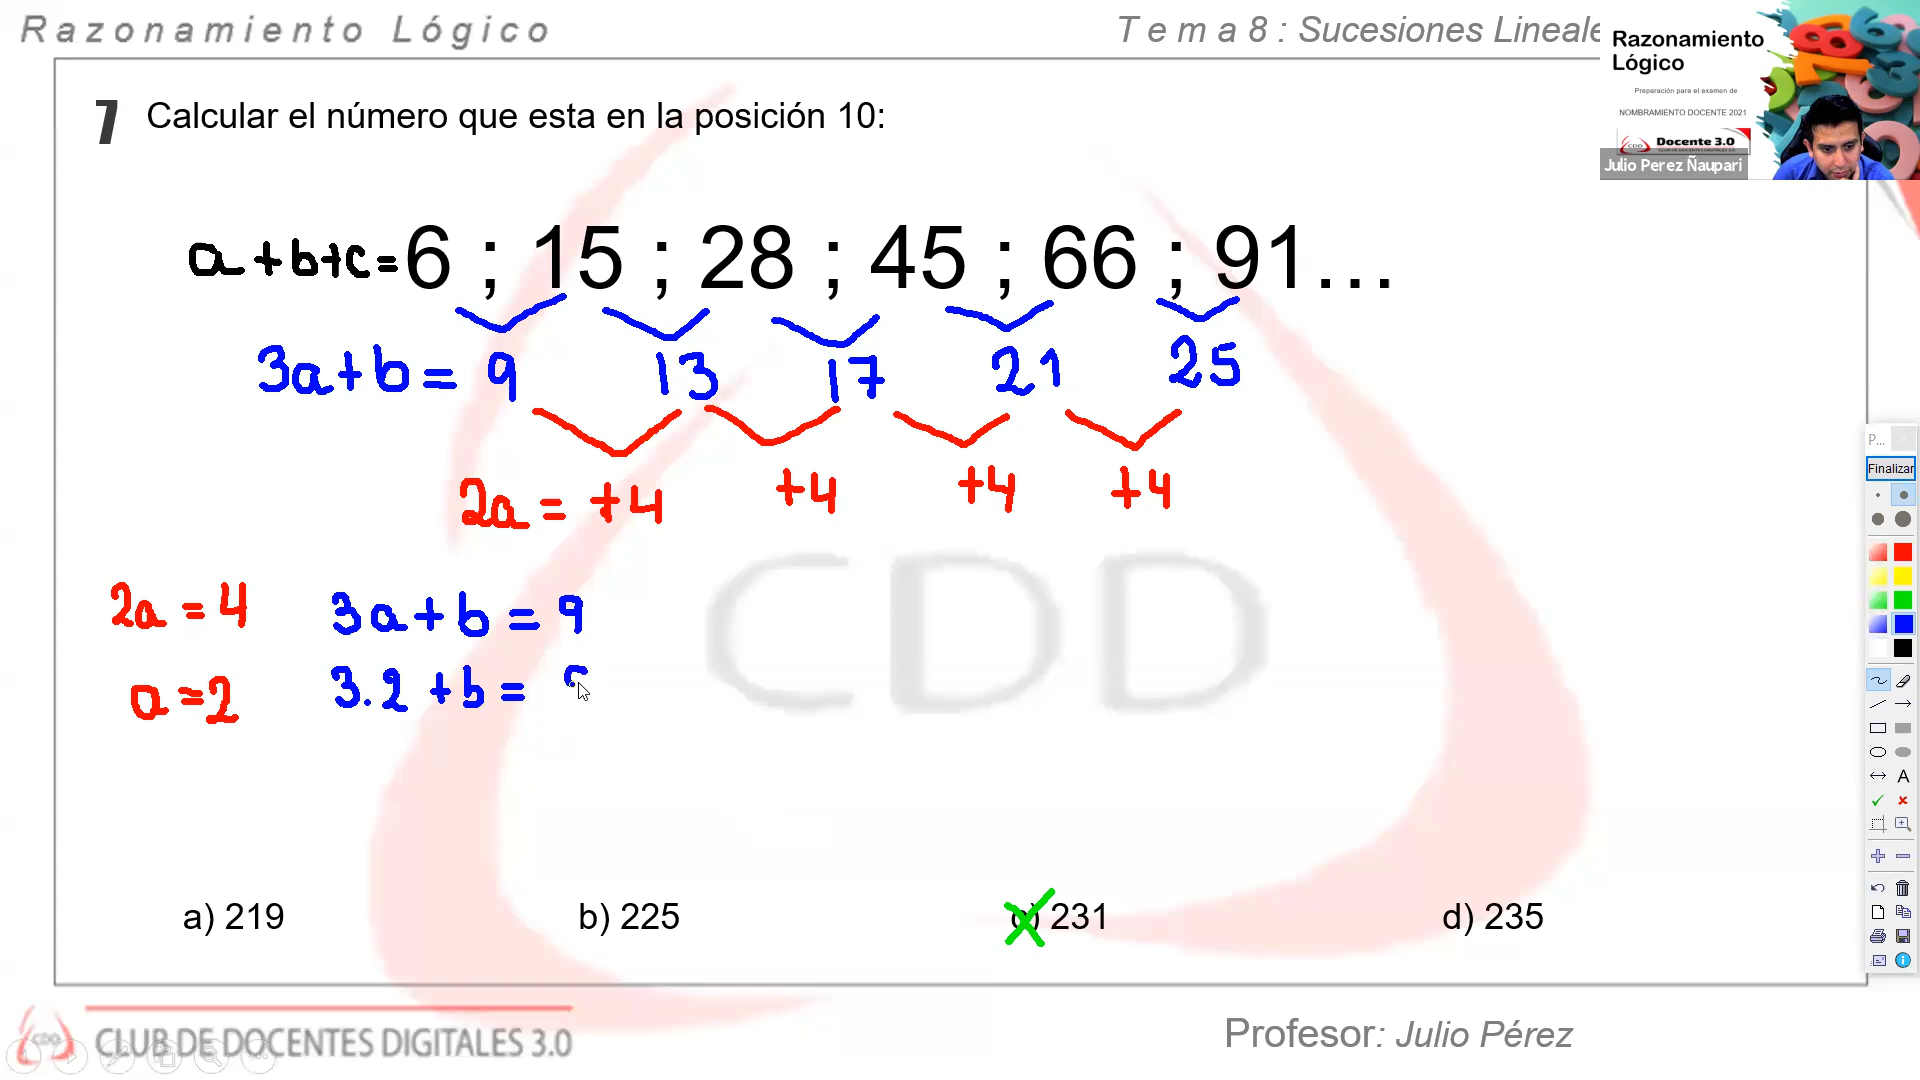 Razonamiento Lógico
Tema 8: Sucesiones Lineale
Razonamiento
Lógico
Preparación para el examen de
NOMBRAMIENTO DOCENTE 2021
CDD Docente 3.0
Julio Perez Ñaupari
7 Calcular el número que esta en la posición 10:
a+b+c= 6 ; 15 ; 28 ; 45 ; 66 ; 91...
3a+b = 9 13 17 21 25
2a = +4 +4 +4 +4
CDD
2a = 4 3a+b = 9
a = 2 3.2 +b =
a) 219 b) 225 c) 231 d) 235
P...
Finalizar
A
CDD CLUB DE DOCENTES DIGITALES 3.0
Profesor: Julio Pérez